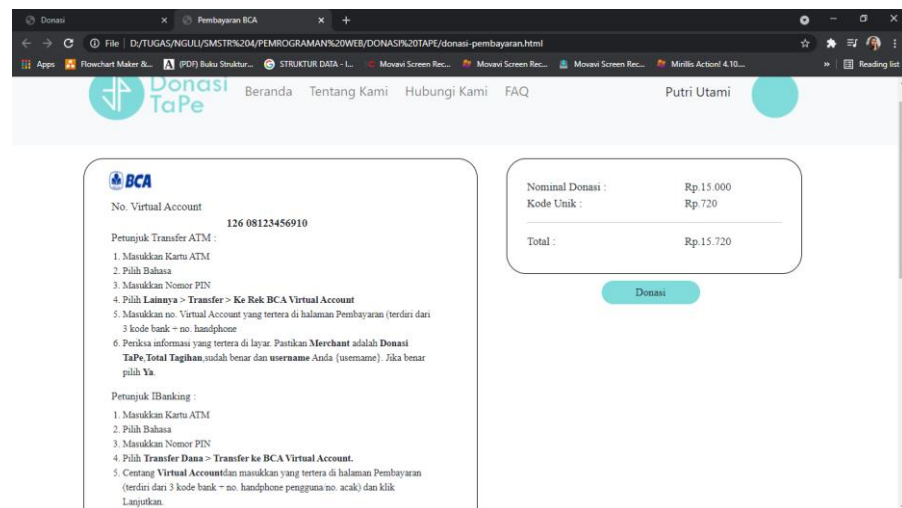 Donasi
Pembayaran BCA
File | D:/TUGAS/NGULI/SMSTR%204/PEMROGRAMAN%20WEB/DONASI%20TAPE/donasi-pembayaran.html
Apps
Flowchart Maker &...
(PDF) Buku Struktur...
STRUKTUR DATA - I...
Movavi Screen Rec...
Movavi Screen Rec...
Movavi Screen Rec...
Mirillis Action! 4.10....
»
Reading list
Donasi
TaPe
Beranda
Tentang Kami
Hubungi Kami
FAQ
Putri Utami
BCA
No. Virtual Account
126 08123456910
Petunjuk Transfer ATM :
1. Masukkan Kartu ATM
2. Pilih Bahasa
3. Masukkan Nomor PIN
4. Pilih Lainnya > Transfer > Ke Rek BCA Virtual Account
5. Masukkan no. Virtual Account yang tertera di halaman Pembayaran (terdiri dari
3 kode bank + no. handphone
6. Periksa informasi yang tertera di layar. Pastikan Merchant adalah Donasi
TaPe,Total Tagihan,sudah benar dan username Anda {username}. Jika benar
pilih Ya.
Petunjuk IBanking :
1. Masukkan Kartu ATM
2. Pilih Bahasa
3. Masukkan Nomor PIN
4. Pilih Transfer Dana > Transfer ke BCA Virtual Account.
5. Centang Virtual Accountdan masukkan yang tertera di halaman Pembayaran
(terdiri dari 3 kode bank + no. handphone pengguna/no. acak) dan klik
Lanjutkan.
Nominal Donasi : Rp.15.000
Kode Unik : Rp.720
Total : Rp.15.720
Donasi